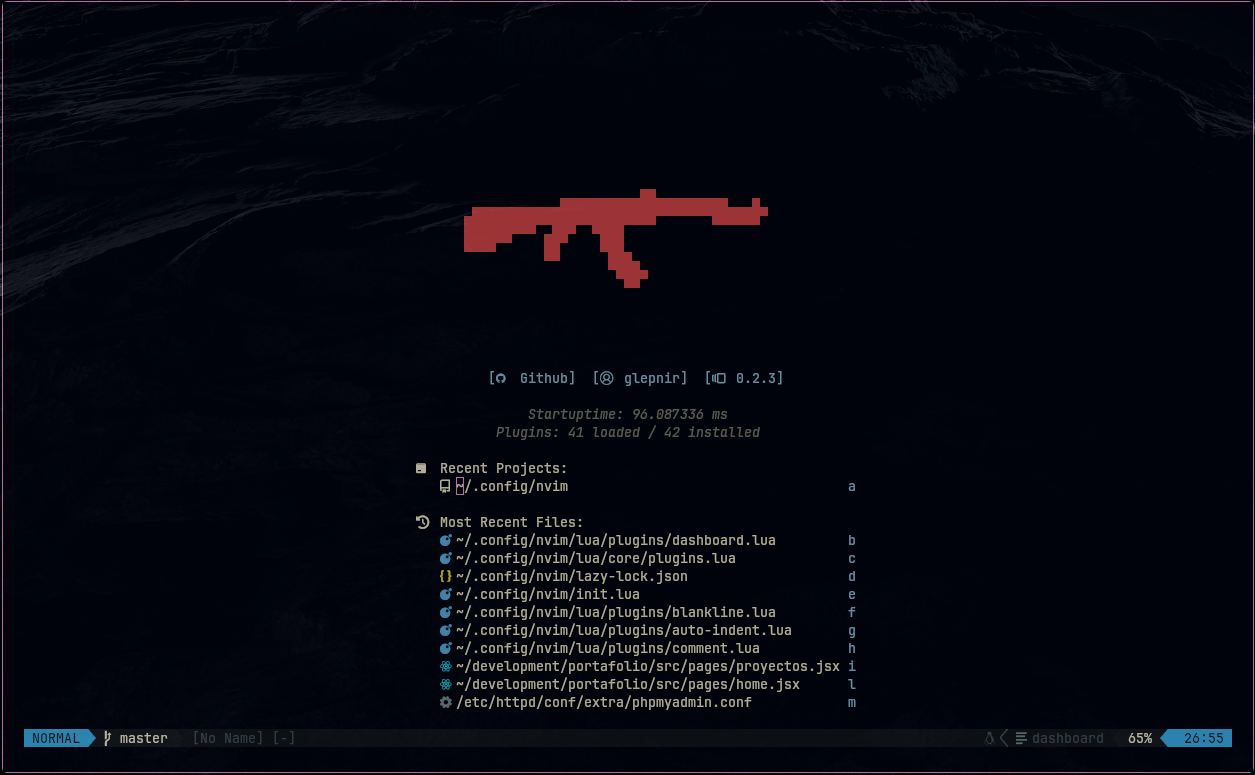 [ Github] [ glepnir] [ 0.2.3]
Startuptime: 96.087336 ms
Plugins: 41 loaded / 42 installed
Recent Projects:
~/.config/nvim a
Most Recent Files:
~/.config/nvim/lua/plugins/dashboard.lua b
~/.config/nvim/lua/core/plugins.lua c
~/.config/nvim/lazy-lock.json d
~/.config/nvim/init.lua e
~/.config/nvim/lua/plugins/blankline.lua f
~/.config/nvim/lua/plugins/auto-indent.lua g
~/.config/nvim/lua/plugins/comment.lua h
~/development/portafolio/src/pages/proyectos.jsx i
~/development/portafolio/src/pages/home.jsx l
/etc/httpd/conf/extra/phpmyadmin.conf m
NORMAL master [No Name] [-] dashboard 65% 26:55